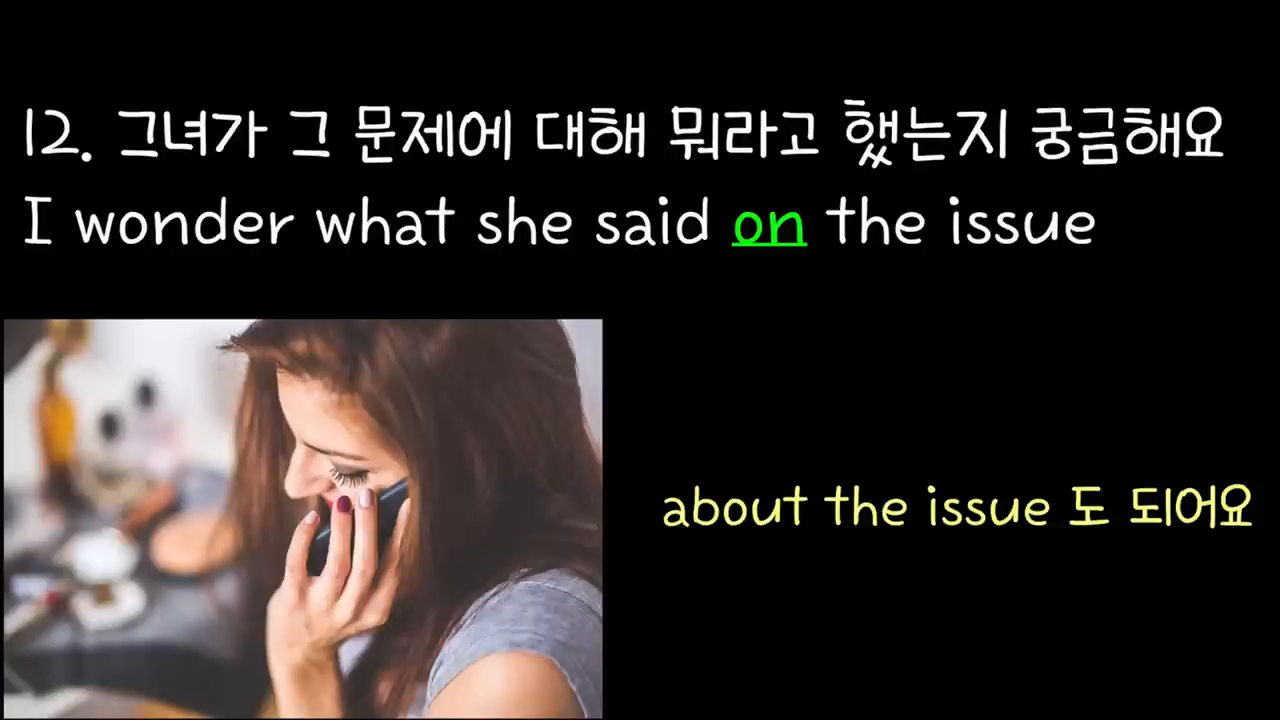 12. 그녀가 그 문제에 대해 뭐라고 했는지 궁금해요
I wonder what she said on the issue
about the issue 도 되어요